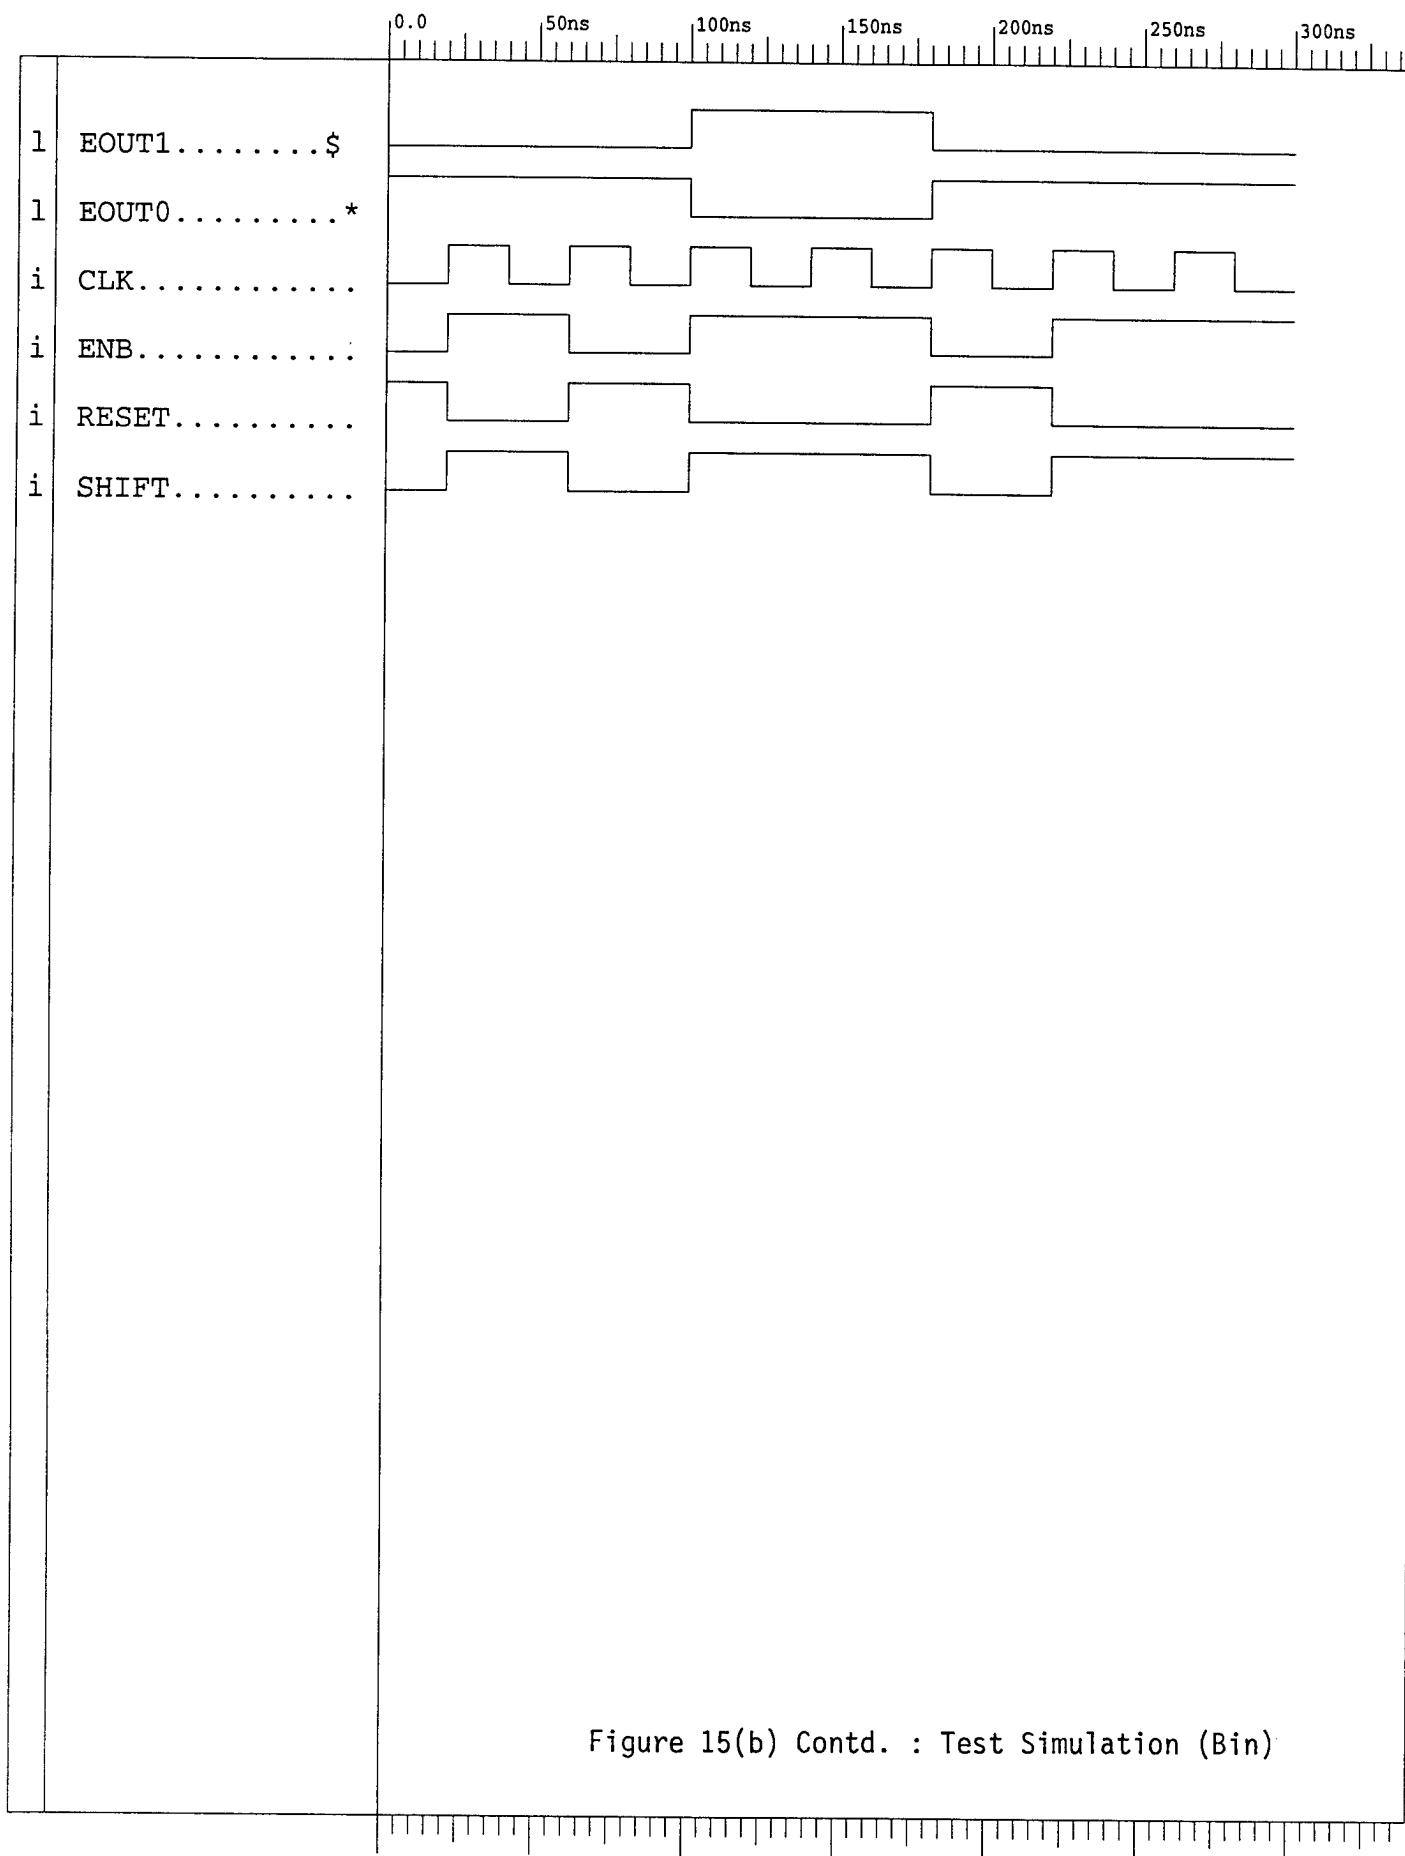 0.0 50ns 100ns 150ns 200ns 250ns 300ns
l EOUT1........$
l EOUT0.........*
i CLK............
i ENB............
i RESET..........
i SHIFT..........
Figure 15(b) Contd. : Test Simulation (Bin)